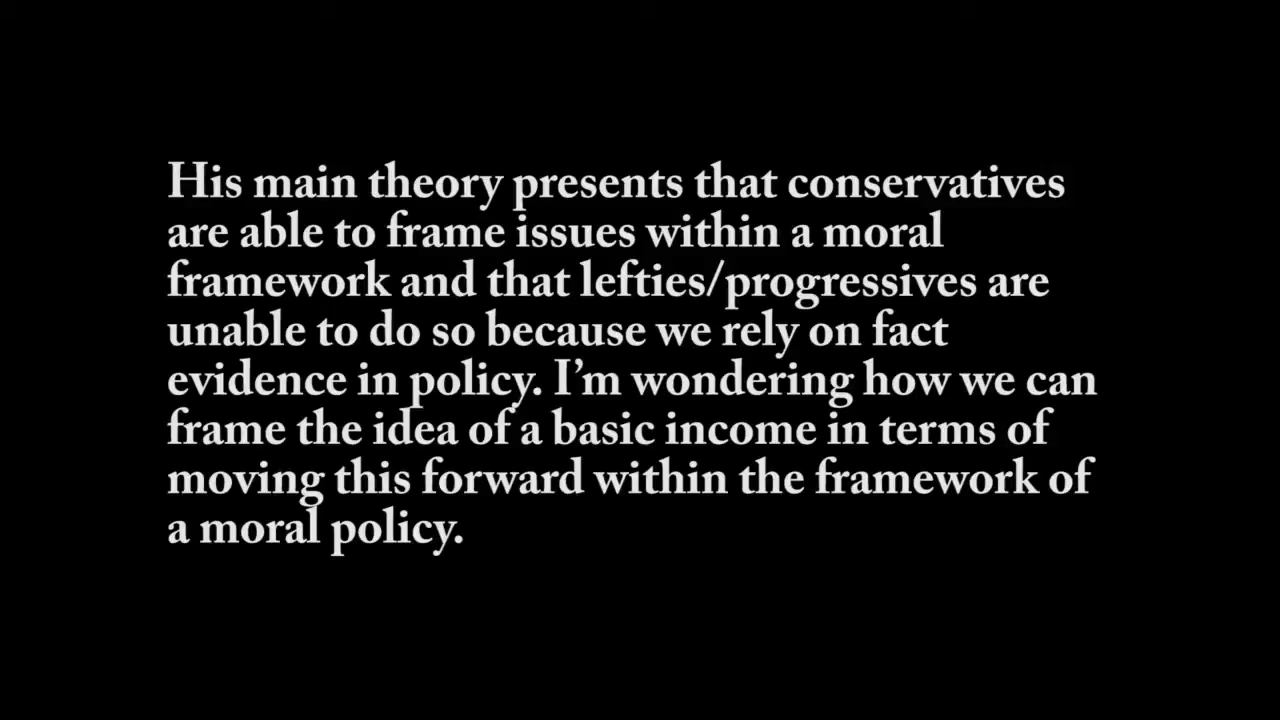 His main theory presents that conservatives
are able to frame issues within a moral
framework and that lefties/progressives are
unable to do so because we rely on fact
evidence in policy. I’m wondering how we can
frame the idea of a basic income in terms of
moving this forward within the framework of
a moral policy.